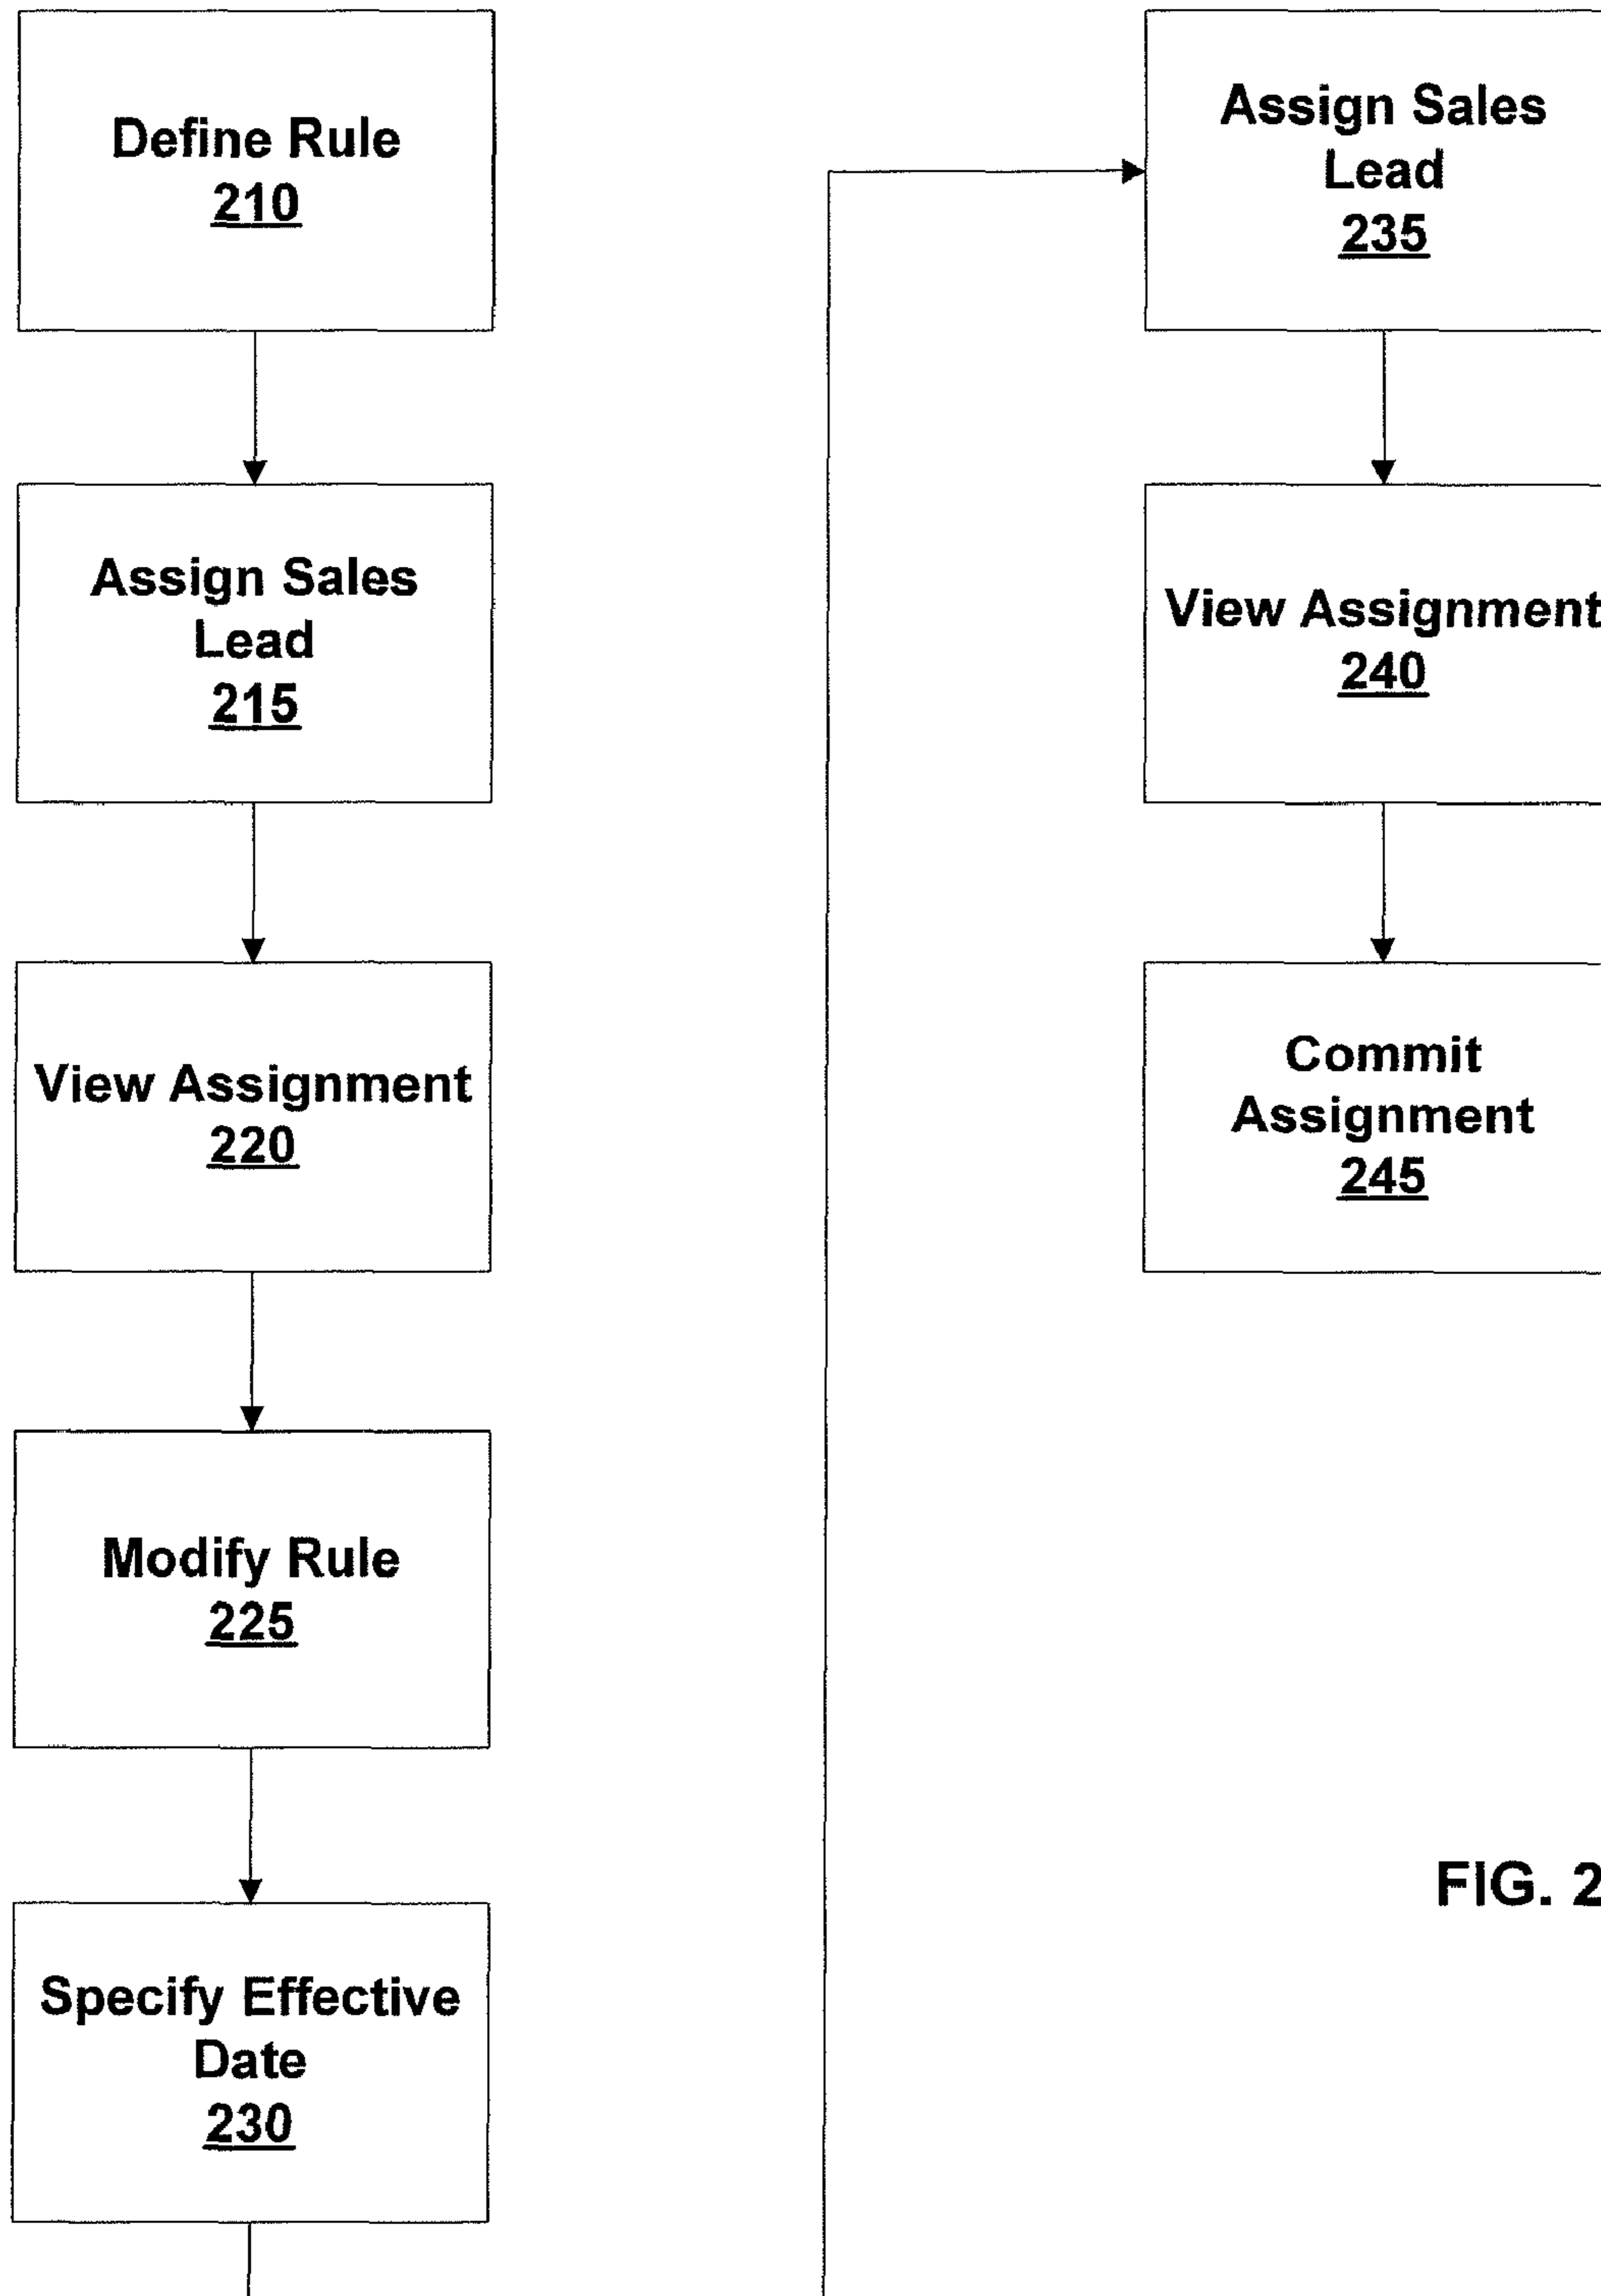 Define Rule
210
Assign Sales
Lead
215
View Assignment
220
Modify Rule
225
Specify Effective
Date
230
Assign Sales
Lead
235
View Assignment
240
Commit
Assignment
245
FIG. 2